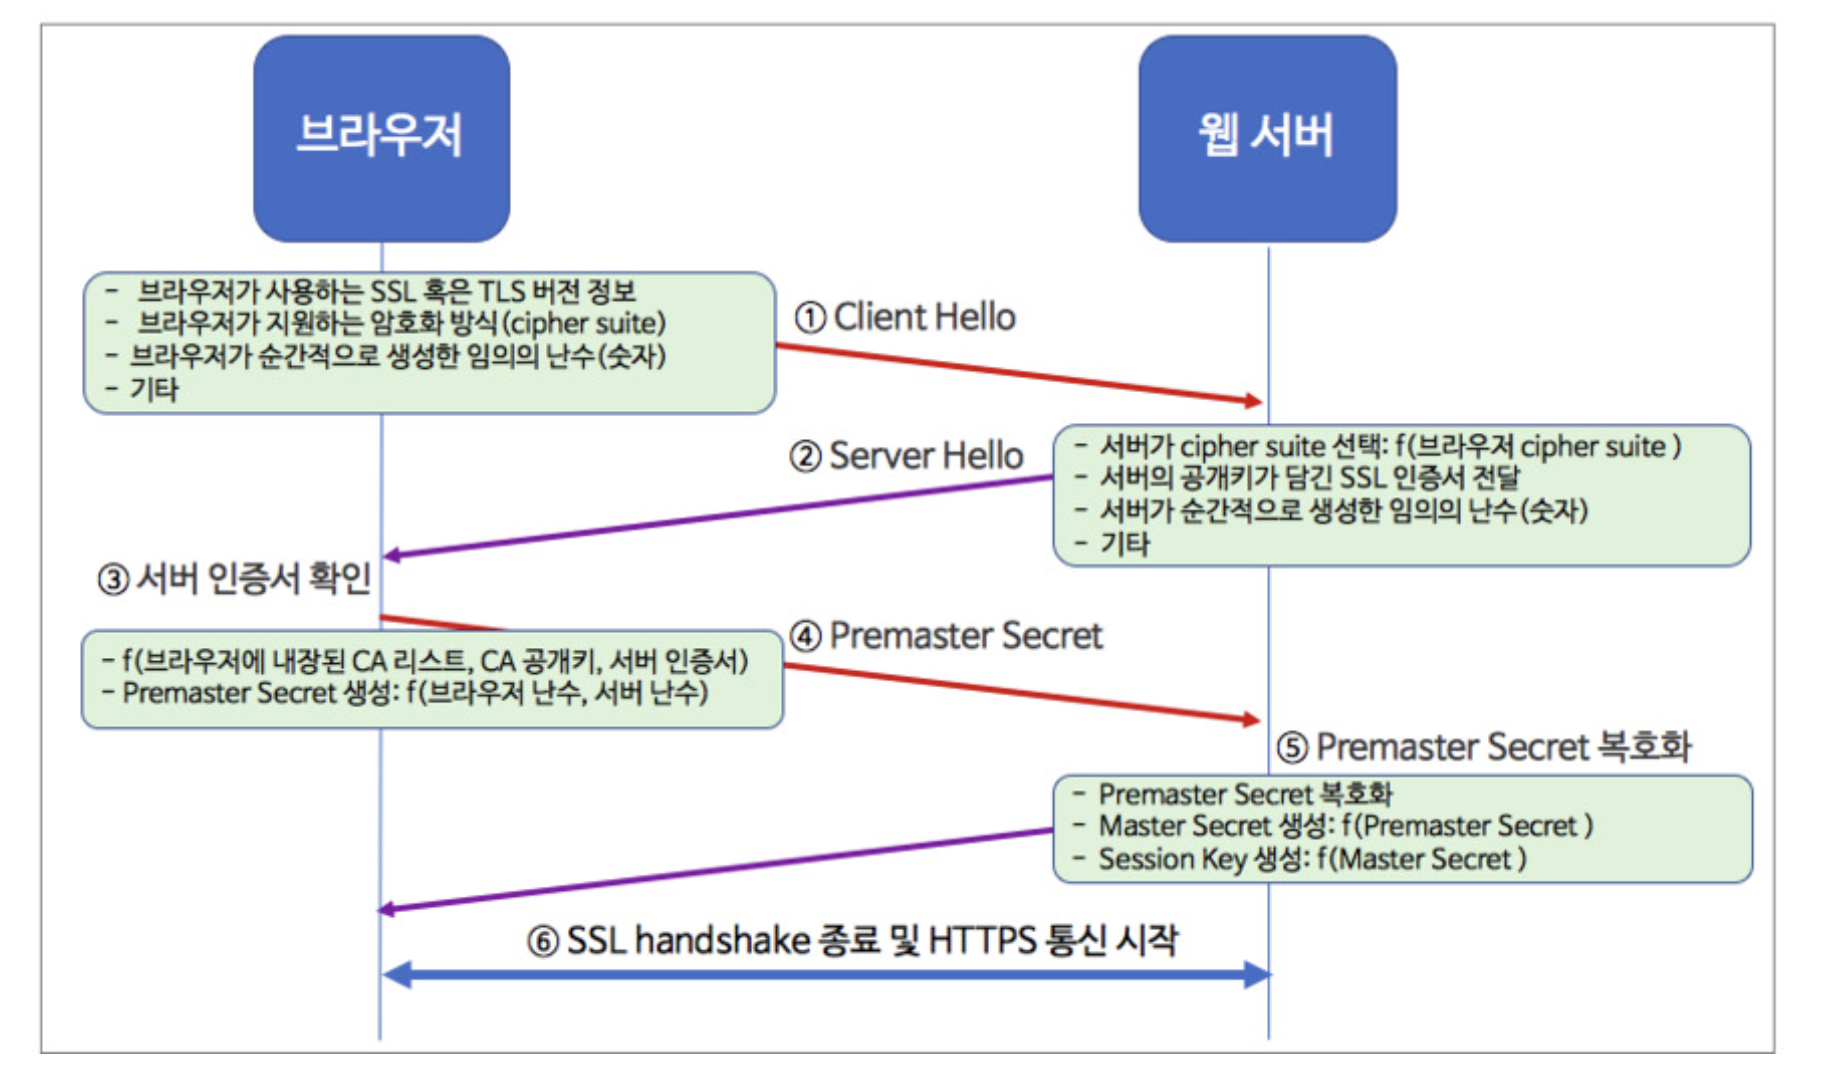 브라우저
웹 서버
- 브라우저가 사용하는 SSL 혹은 TLS 버전 정보
- 브라우저가 지원하는 암호화 방식(cipher suite)
- 브라우저가 순간적으로 생성한 임의의 난수(숫자)
- 기타
① Client Hello
② Server Hello
- 서버가 cipher suite 선택: f(브라우저 cipher suite )
- 서버의 공개키가 담긴 SSL 인증서 전달
- 서버가 순간적으로 생성한 임의의 난수(숫자)
- 기타
③ 서버 인증서 확인
- f(브라우저에 내장된 CA 리스트, CA 공개키, 서버 인증서)
- Premaster Secret 생성: f(브라우저 난수, 서버 난수)
④ Premaster Secret
⑤ Premaster Secret 복호화
- Premaster Secret 복호화
- Master Secret 생성: f(Premaster Secret )
- Session Key 생성: f(Master Secret )
⑥ SSL handshake 종료 및 HTTPS 통신 시작